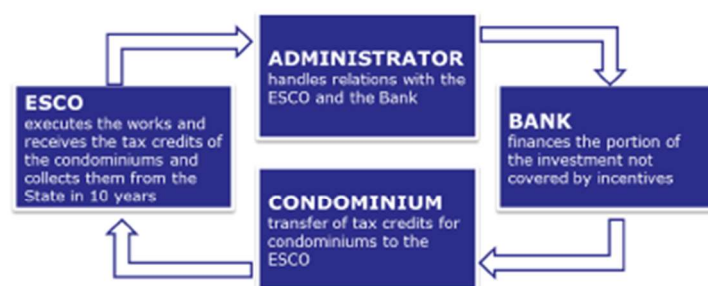 ADMINISTRATOR
handles relations with the
ESCO and the Bank
ESCO
executes the works and
receives the tax credits of
the condominiums and
collects them from the
State in 10 years
BANK
finances the portion of
the investment not
covered by incentives
CONDOMINIUM
transfer of tax credits for
condominiums to the
ESCO